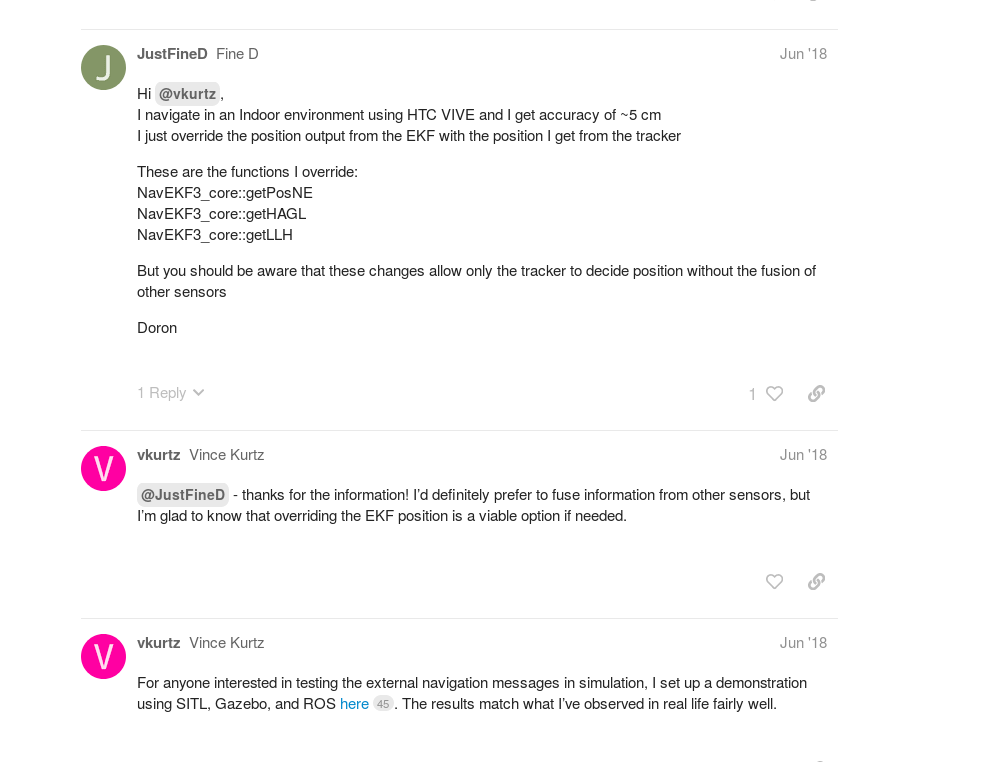 J
JustFineD Fine D Jun '18
Hi @vkurtz,
I navigate in an Indoor environment using HTC VIVE and I get accuracy of ~5 cm
I just override the position output from the EKF with the position I get from the tracker
These are the functions I override:
NavEKF3_core::getPosNE
NavEKF3_core::getHAGL
NavEKF3_core::getLLH
But you should be aware that these changes allow only the tracker to decide position without the fusion of
other sensors
Doron
1 Reply 1
V
vkurtz Vince Kurtz Jun '18
@JustFineD - thanks for the information! I’d definitely prefer to fuse information from other sensors, but
I’m glad to know that overriding the EKF position is a viable option if needed.
V
vkurtz Vince Kurtz Jun '18
For anyone interested in testing the external navigation messages in simulation, I set up a demonstration
using SITL, Gazebo, and ROS here 45. The results match what I’ve observed in real life fairly well.